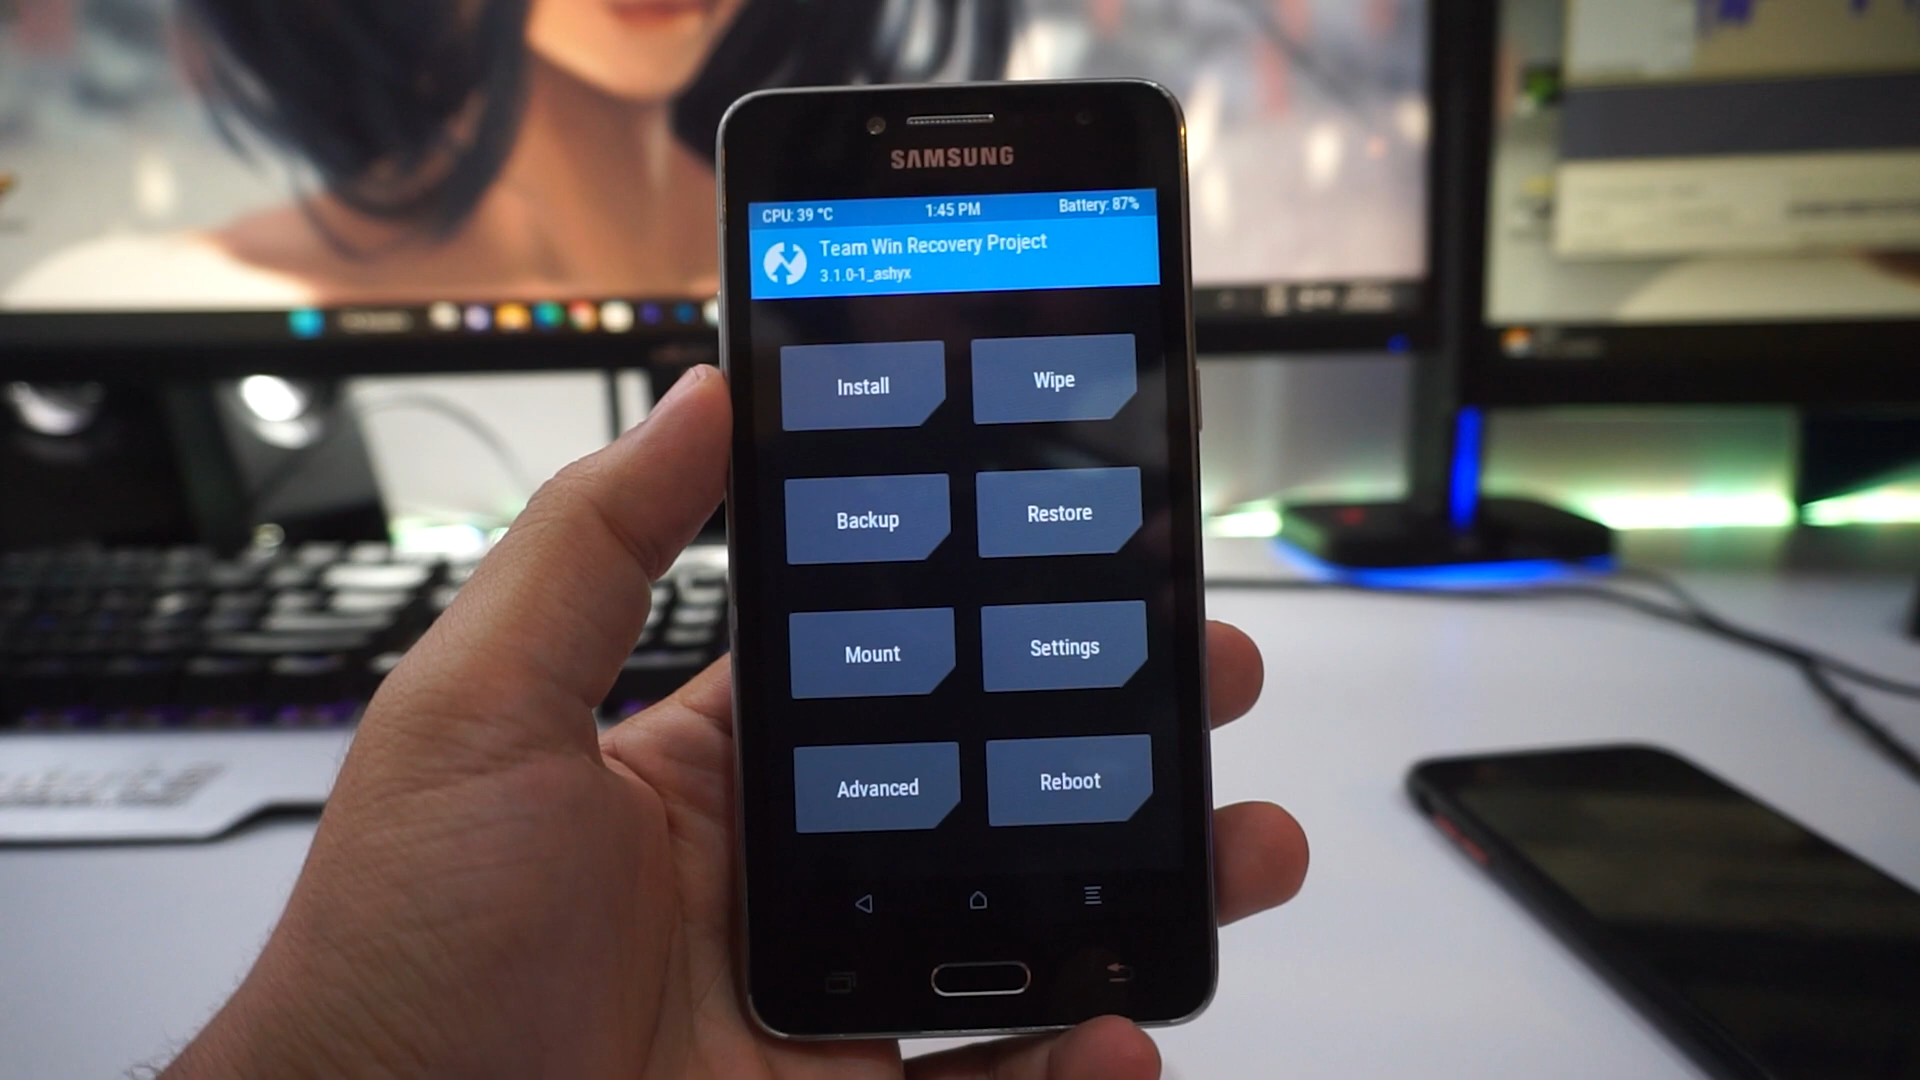 SAMSUNG
CPU: 39 °C 1:45 PM Battery: 87%
Team Win Recovery Project
3.1.0-1_ashyx
Install Wipe
Backup Restore
Mount Settings
Advanced Reboot